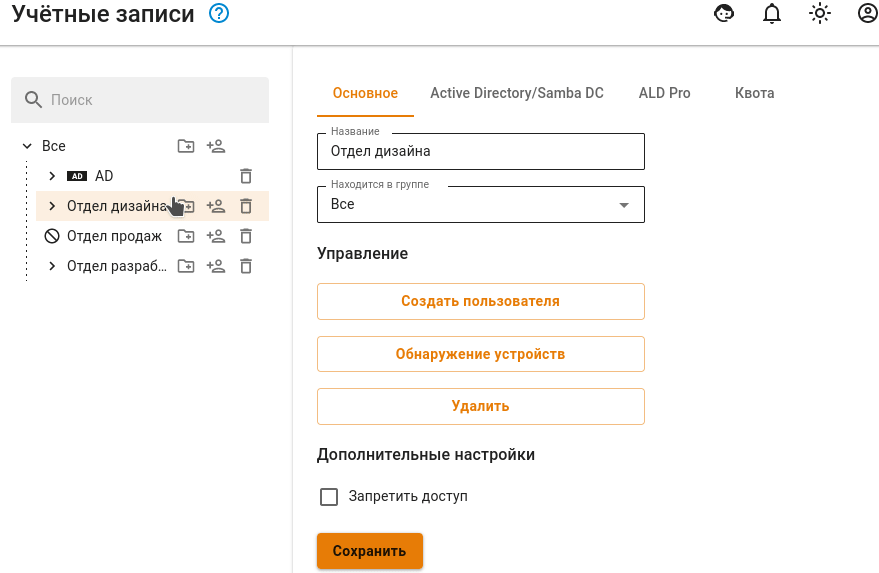 Учётные записи
Поиск
Все
AD AD
Отдел дизайна
Отдел продаж
Отдел разраб...
Основное Active Directory/Samba DC ALD Pro Квота
Название
Отдел дизайна
Находится в группе
Все
Управление
Создать пользователя
Обнаружение устройств
Удалить
Дополнительные настройки
Запретить доступ
Сохранить